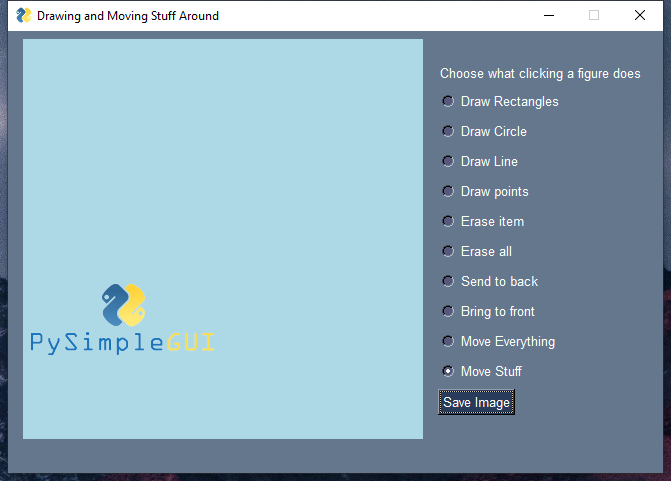 Drawing and Moving Stuff Around
Choose what clicking a figure does
Draw Rectangles
Draw Circle
Draw Line
Draw points
Erase item
Erase all
Send to back
Bring to front
Move Everything
Move Stuff
Save Image
PySimpleGUI